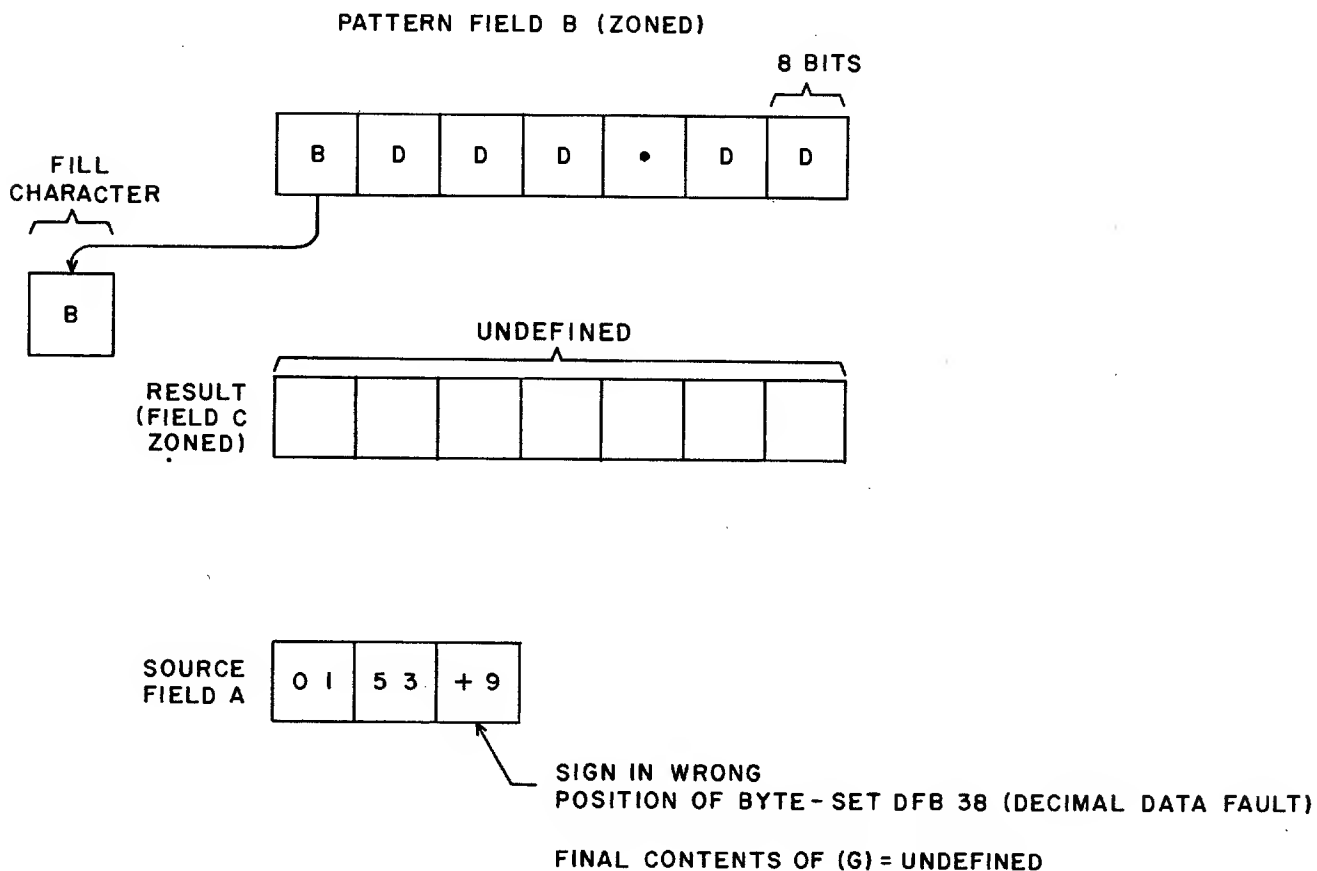 PATTERN FIELD B (ZONED)
8 BITS
B D D D • D D
FILL
CHARACTER
B
UNDEFINED
RESULT
(FIELD C
ZONED)
SOURCE
FIELD A
0 1 5 3 + 9
SIGN IN WRONG
POSITION OF BYTE-SET DFB 38 (DECIMAL DATA FAULT)
FINAL CONTENTS OF (G) = UNDEFINED